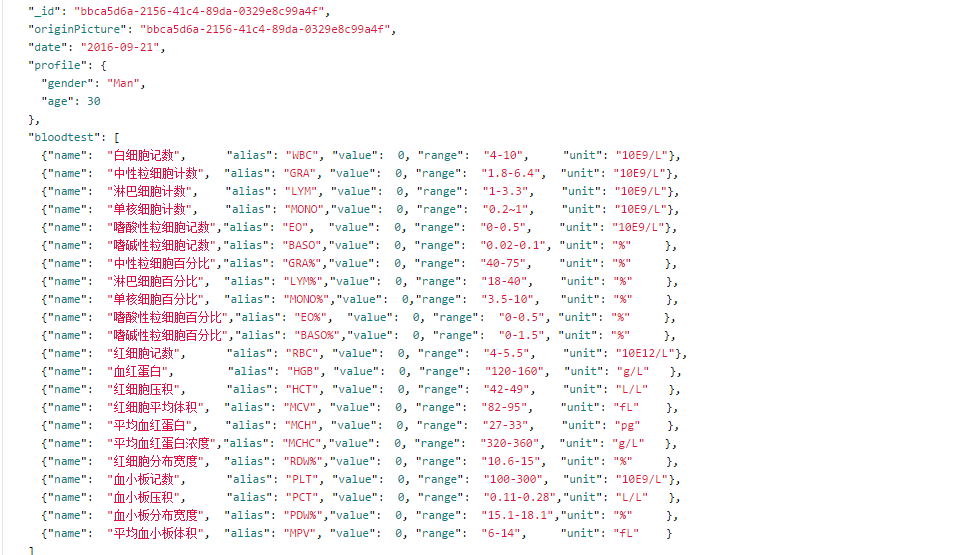 "_id": "bbca5d6a-2156-41c4-89da-0329e8c99a4f",
"originPicture": "bbca5d6a-2156-41c4-89da-0329e8c99a4f",
"date": "2016-09-21",
"profile": {
"gender": "Man",
"age": 30
},
"bloodtest": [
{"name": "白细胞记数", "alias": "WBC", "value": 0, "range": "4-10", "unit": "10E9/L"},
{"name": "中性粒细胞计数", "alias": "GRA", "value": 0, "range": "1.8-6.4", "unit": "10E9/L"},
{"name": "淋巴细胞计数", "alias": "LYM", "value": 0, "range": "1-3.3", "unit": "10E9/L"},
{"name": "单核细胞计数", "alias": "MONO", "value": 0, "range": "0.2~1", "unit": "10E9/L"},
{"name": "嗜酸性粒细胞记数","alias": "EO", "value": 0, "range": "0-0.5", "unit": "10E9/L"},
{"name": "嗜碱性粒细胞记数","alias": "BASO","value": 0, "range": "0.02-0.1", "unit": "%" },
{"name": "中性粒细胞百分比","alias": "GRA%","value": 0, "range": "40-75", "unit": "%" },
{"name": "淋巴细胞百分比", "alias": "LYM%","value": 0, "range": "18-40", "unit": "%" },
{"name": "单核细胞百分比", "alias": "MONO%","value": 0,"range": "3.5-10", "unit": "%" },
{"name": "嗜酸性粒细胞百分比","alias": "EO%", "value": 0, "range": "0-0.5", "unit": "%" },
{"name": "嗜碱性粒细胞百分比","alias": "BASO%","value": 0, "range": "0-1.5", "unit": "%" },
{"name": "红细胞记数", "alias": "RBC", "value": 0, "range": "4-5.5", "unit": "10E12/L"},
{"name": "血红蛋白", "alias": "HGB", "value": 0, "range": "120-160", "unit": "g/L" },
{"name": "红细胞压积", "alias": "HCT", "value": 0, "range": "42-49", "unit": "L/L" },
{"name": "红细胞平均体积", "alias": "MCV", "value": 0, "range": "82-95", "unit": "fL" },
{"name": "平均血红蛋白", "alias": "MCH", "value": 0, "range": "27-33", "unit": "pg" },
{"name": "平均血红蛋白浓度","alias": "MCHC","value": 0, "range": "320-360", "unit": "g/L" },
{"name": "红细胞分布宽度", "alias": "RDW%","value": 0, "range": "10.6-15", "unit": "%" },
{"name": "血小板记数", "alias": "PLT", "value": 0, "range": "100-300", "unit": "10E9/L"},
{"name": "血小板压积", "alias": "PCT", "value": 0, "range": "0.11-0.28","unit": "L/L" },
{"name": "血小板分布宽度", "alias": "PDW%","value": 0, "range": "15.1-18.1","unit": "%" },
{"name": "平均血小板体积", "alias": "MPV", "value": 0, "range": "6-14", "unit": "fL" }
]